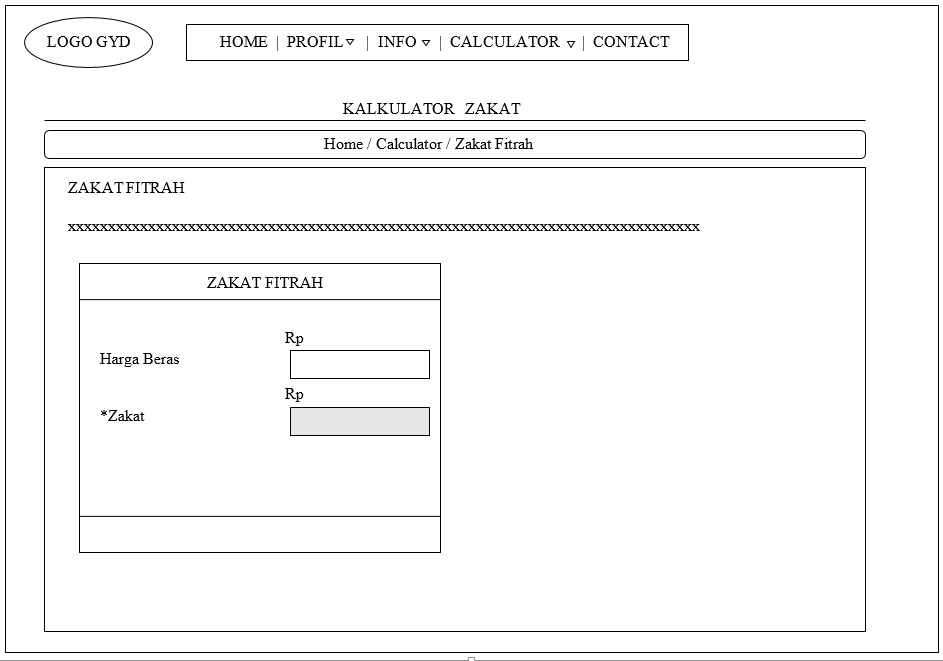 LOGO GYD
HOME | PROFIL | INFO | CALCULATOR | CONTACT
KALKULATOR ZAKAT
Home / Calculator / Zakat Fitrah
ZAKAT FITRAH
xxxxxxxxxxxxxxxxxxxxxxxxxxxxxxxxxxxxxxxxxxxxxxxxxxxxxxxxxxxxxxxxxxxxxxxxxxxxxxx
ZAKAT FITRAH
Rp
Harga Beras
Rp
*Zakat